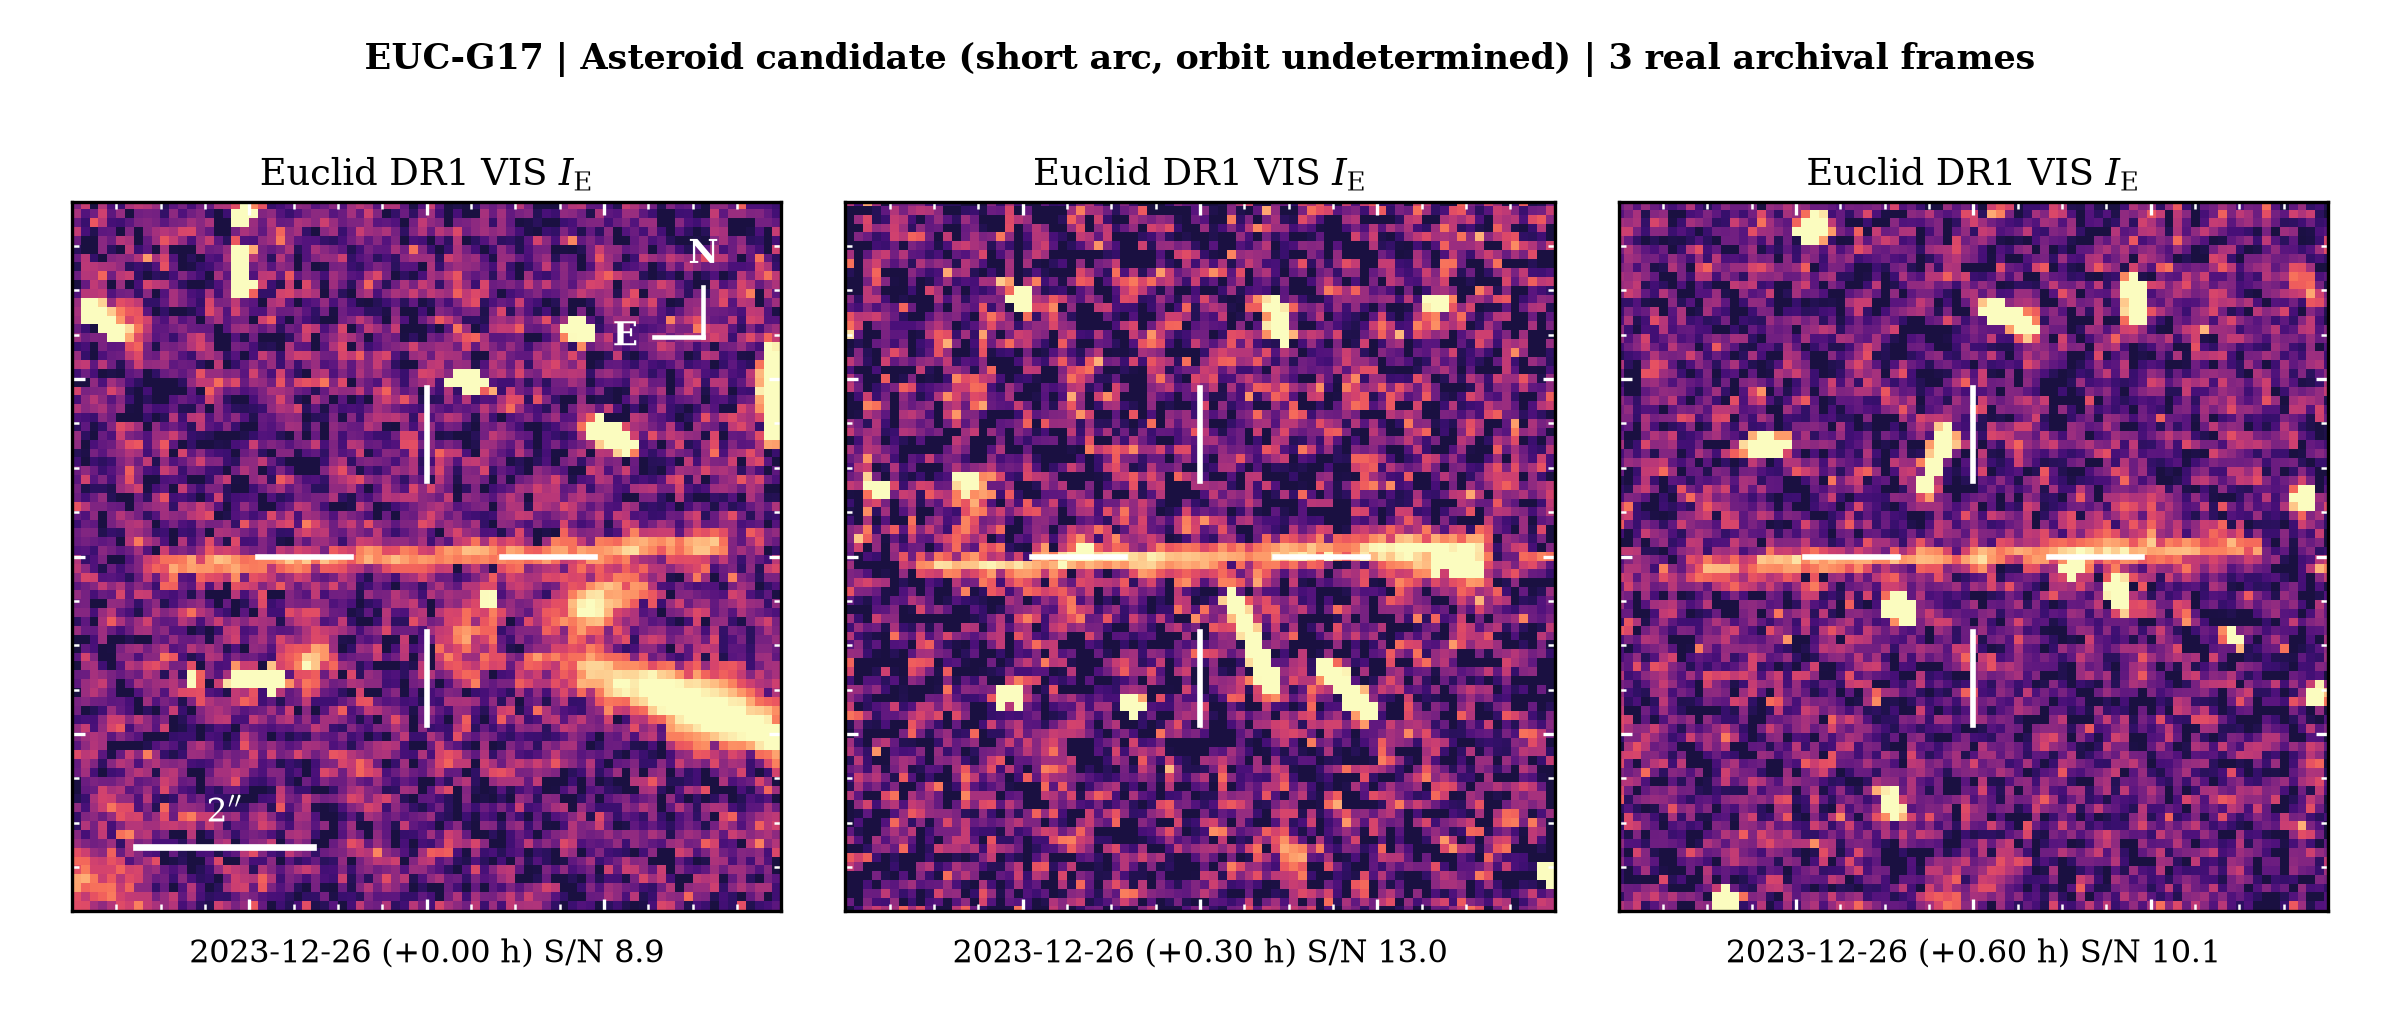 EUC-G17 | Asteroid candidate (short arc, orbit undetermined) | 3 real archival frames
Euclid DR1 VIS I_E
Euclid DR1 VIS I_E
Euclid DR1 VIS I_E
N
E
2″
2023-12-26 (+0.00 h) S/N 8.9
2023-12-26 (+0.30 h) S/N 13.0
2023-12-26 (+0.60 h) S/N 10.1